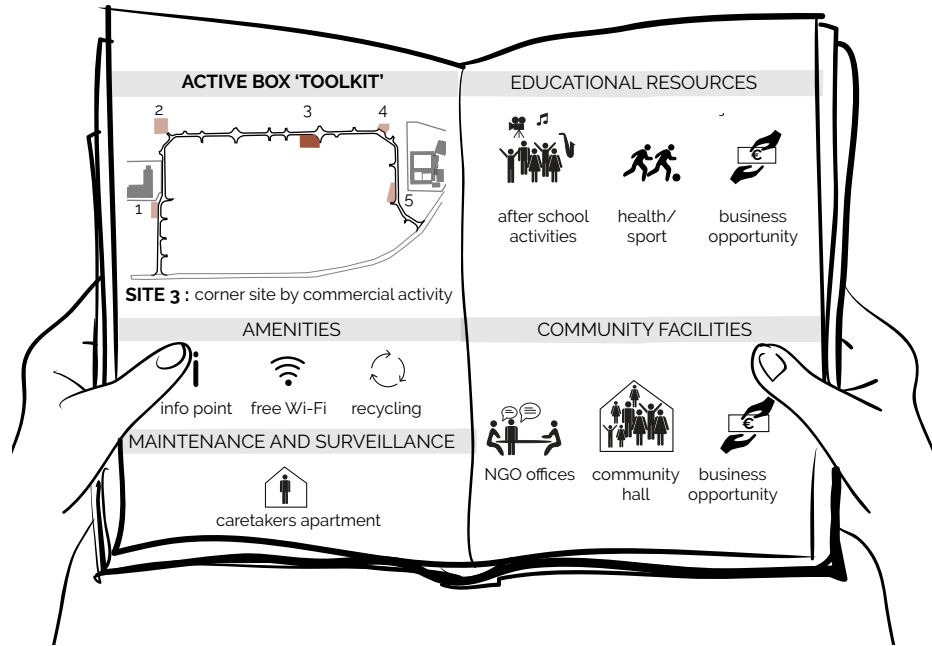 ACTIVE BOX ‘TOOLKIT’
2
3
4
1
5
SITE 3 : corner site by commercial activity
AMENITIES
i
info point
free Wi-Fi
recycling
MAINTENANCE AND SURVEILLANCE
caretakers apartment
EDUCATIONAL RESOURCES
€
after school
activities
health/
sport
business
opportunity
COMMUNITY FACILITIES
€
NGO offices
community
hall
business
opportunity